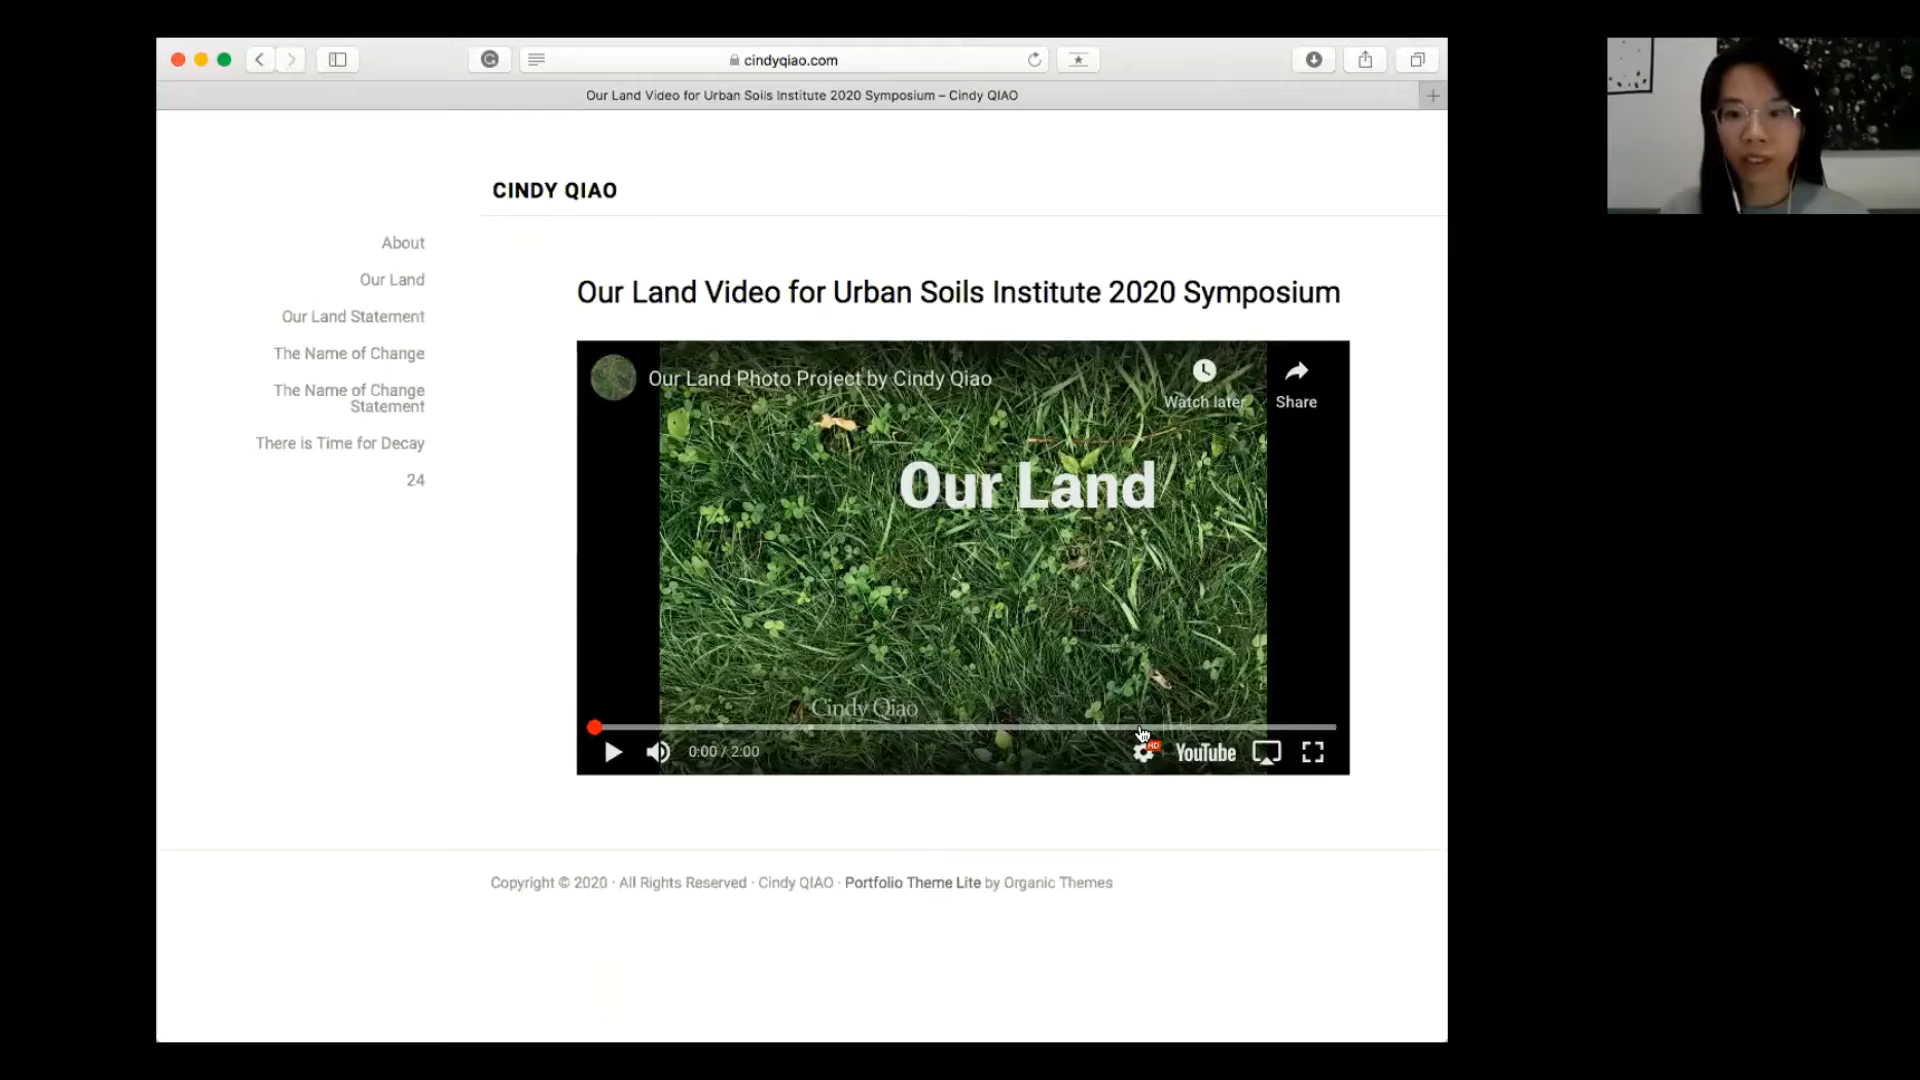 cindyqiao.com
Our Land Video for Urban Soils Institute 2020 Symposium – Cindy QIAO
CINDY QIAO
About
Our Land
Our Land Statement
The Name of Change
The Name of Change
Statement
There is Time for Decay
24
Our Land Video for Urban Soils Institute 2020 Symposium
Our Land Photo Project by Cindy Qiao
Watch later
Share
Our Land
Cindy Qiao
0:00 / 2:00
HD
YouTube
Copyright © 2020 · All Rights Reserved · Cindy QIAO · Portfolio Theme Lite by Organic Themes